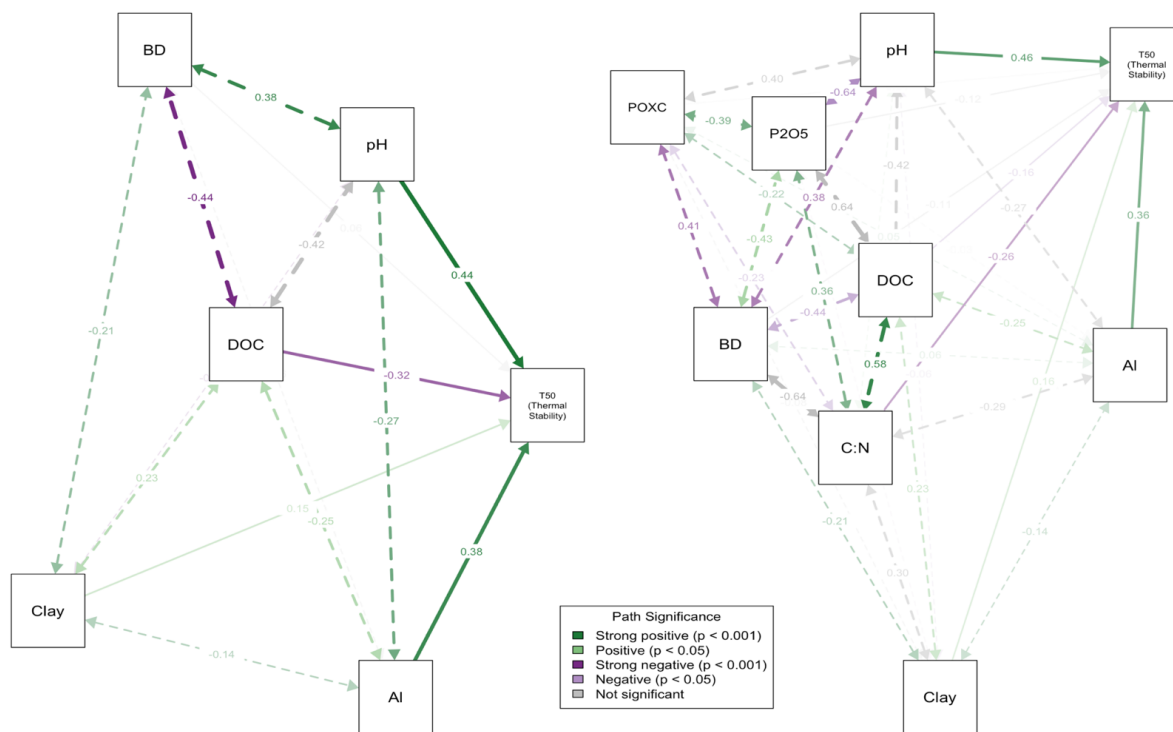 BD
0.38
pH
-0.44
-0.42
0.06
0.44
-0.21
DOC
-0.32
-0.27
T50
(Thermal
Stability)
0.23
-0.25
0.15
0.38
Clay
-0.14
Al
pH
0.46
T50
(Thermal
Stability)
0.40
POXC
-0.64
-0.39
P2O5
-0.12
-0.42
-0.16
-0.22
0.38
0.64
-0.11
-0.27
0.36
0.41
-0.43
-0.23
0.36
DOC
-0.26
-0.44
-0.25
BD
0.58
0.06
Al
0.16
-0.64
-0.29
C:N
-0.21
0.23
-0.14
0.30
Clay
Path Significance
Strong positive (p < 0.001)
Positive (p < 0.05)
Strong negative (p < 0.001)
Negative (p < 0.05)
Not significant